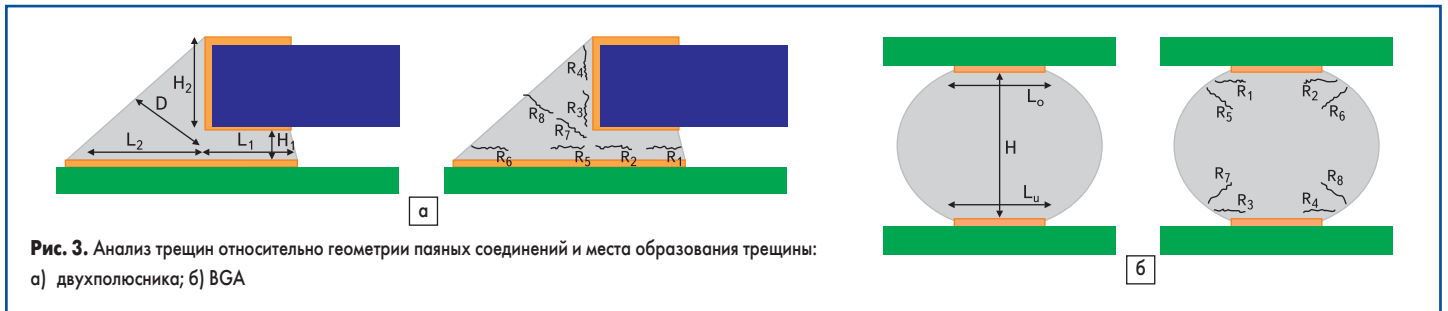 H₂
D
L₂
L₁
H₁
R₄
R₃
R₈
R₇
R₆
R₅
R₂
R₁
а
Рис. 3. Анализ трещин относительно геометрии паяных соединений и места образования трещины:
а) двухполюсника; б) BGA
Lₒ
H
Lᵤ
R₁
R₂
R₅
R₆
R₇
R₈
R₃
R₄
б